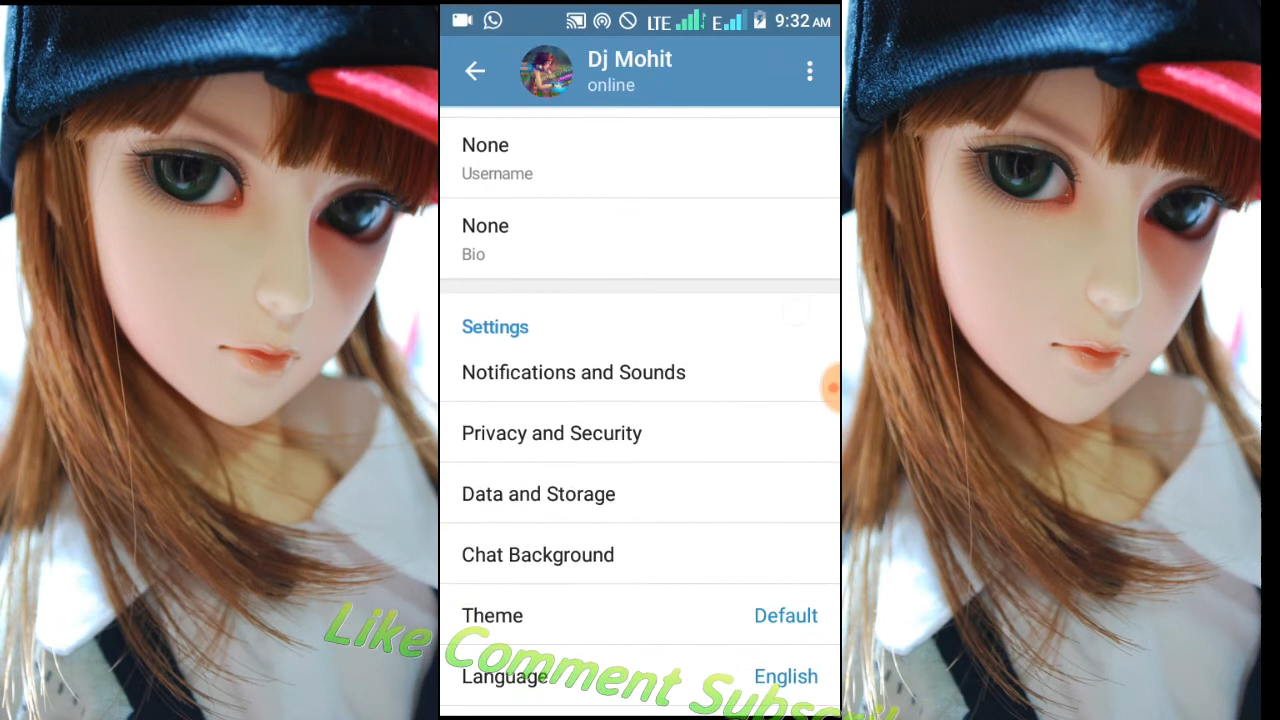 LTE E 9:32 AM
Dj Mohit
online
None
Username
None
Bio
Settings
Notifications and Sounds
Privacy and Security
Data and Storage
Chat Background
Theme Default
Language English
Like Comment